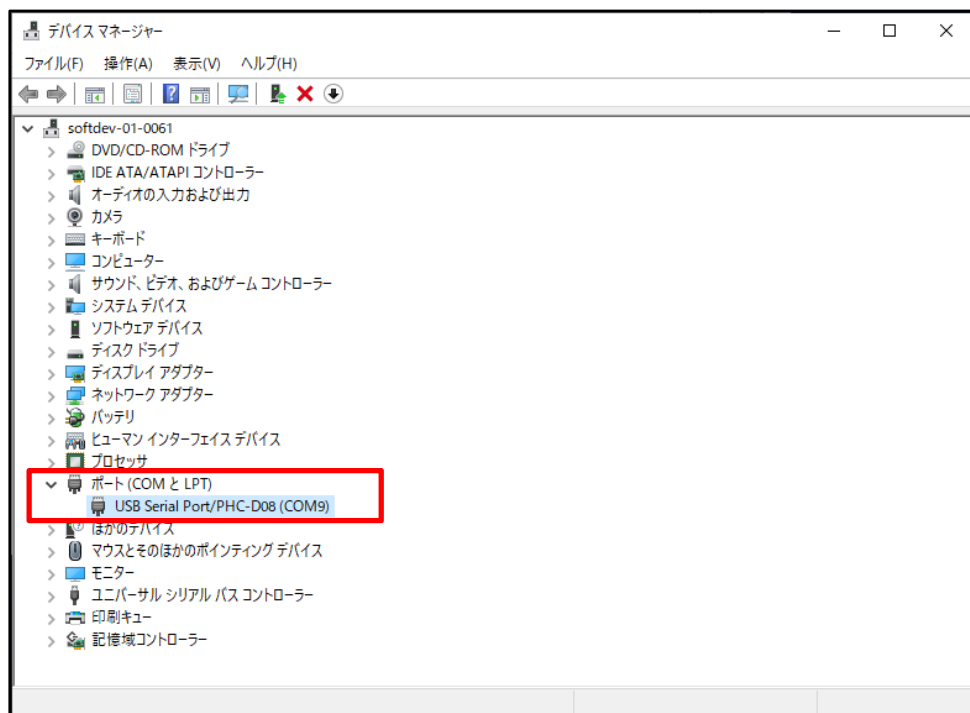 デバイス マネージャー
ファイル(F) 操作(A) 表示(V) ヘルプ(H)
softdev-01-0061
DVD/CD-ROM ドライブ
IDE ATA/ATAPI コントローラー
オーディオの入力および出力
カメラ
キーボード
コンピューター
サウンド、ビデオ、およびゲーム コントローラー
システム デバイス
ソフトウェア デバイス
ディスク ドライブ
ディスプレイ アダプター
ネットワーク アダプター
バッテリ
ヒューマン インターフェイス デバイス
プロセッサ
ポート (COM と LPT)
USB Serial Port/PHC-D08 (COM9)
ほかのデバイス
マウスとそのほかのポインティング デバイス
モニター
ユニバーサル シリアル バス コントローラー
印刷キュー
記憶域コントローラー